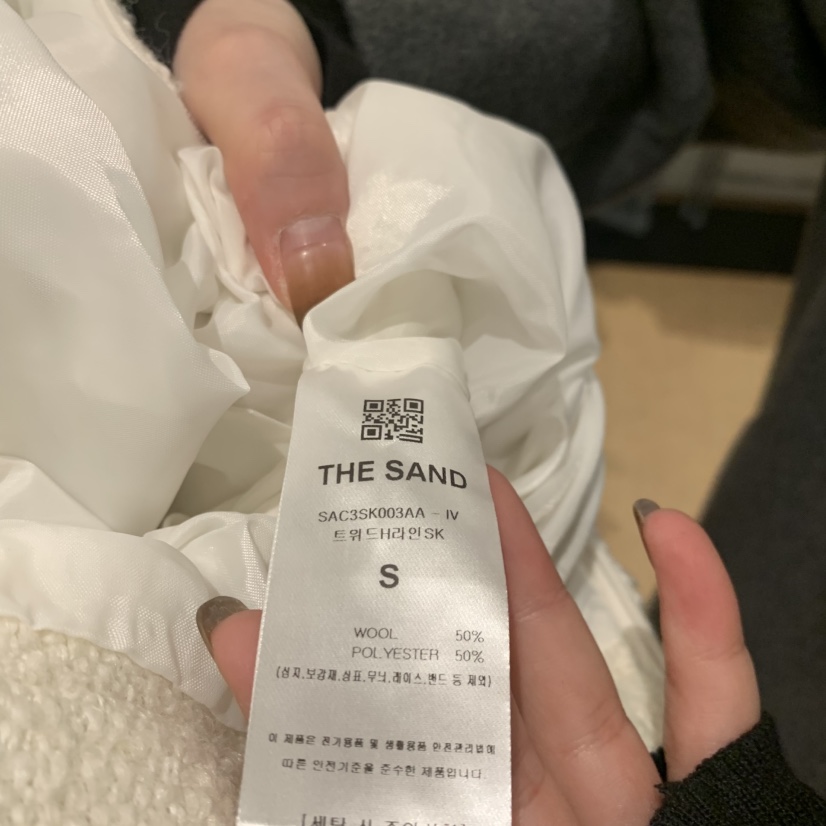 THE SAND
SAC3SK003AA - IV
트위드H라인SK
S
WOOL 50%
POLYESTER 50%
(심지.보강재.상표.무늬.레이스.밴드 등 제외)
이 제품은 전기용품 및 생활용품 안전관리법에
따른 안전기준을 준수한 제품입니다.